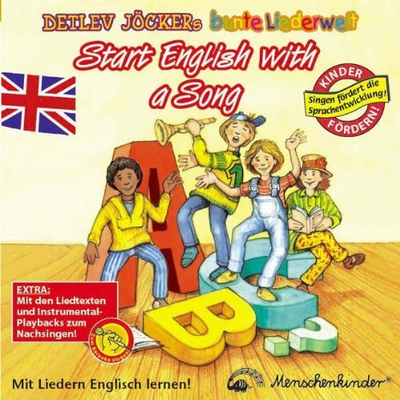 DETLEV JÖCKERs bunte Liederwelt
Start English with
a Song
KINDER
Singen fördert die
Sprachentwicklung!
FÖRDERN!
1
A
B
C
EXTRA:
Mit den Liedtexten
und Instrumental-
Playbacks zum
Nachsingen!
Mit Liedern Englisch lernen!
Menschenkinder®